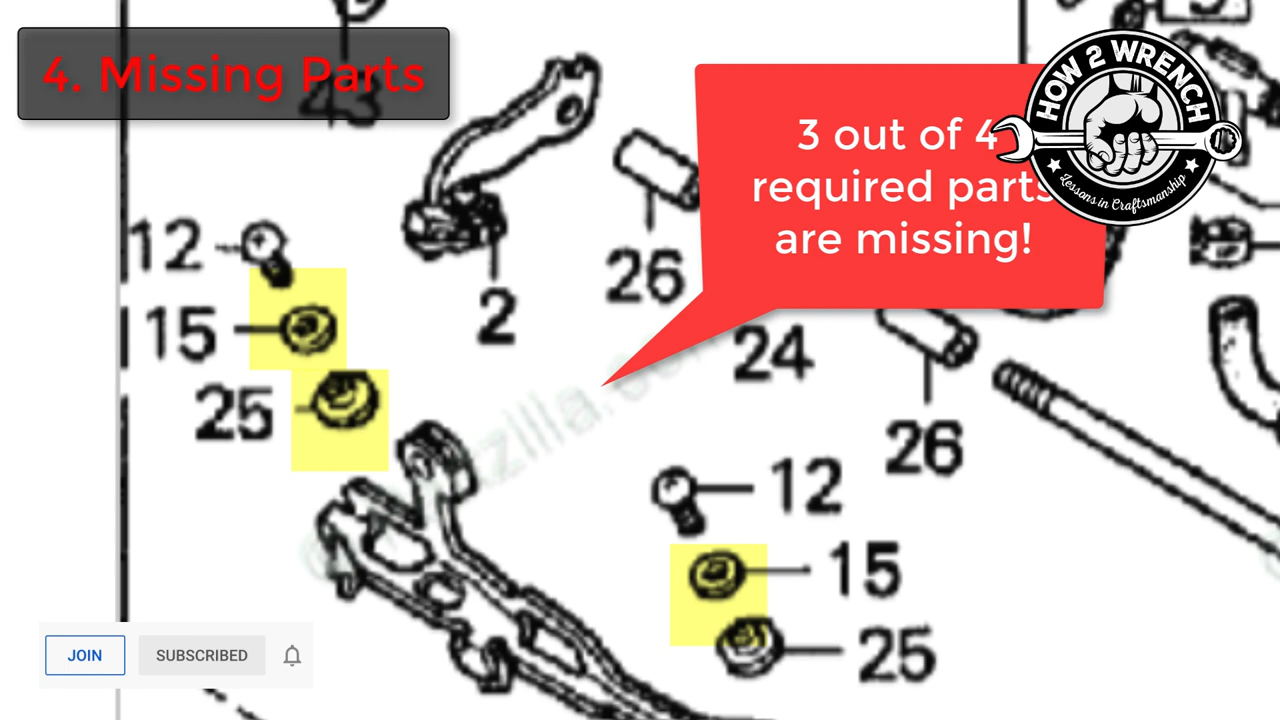 4. Missing Parts
43
3 out of 4
required parts
are missing!
HOW 2 WRENCH
Lessons in Craftsmanship
12
15
25
2
26
24
26
12
15
25
JOIN
SUBSCRIBED